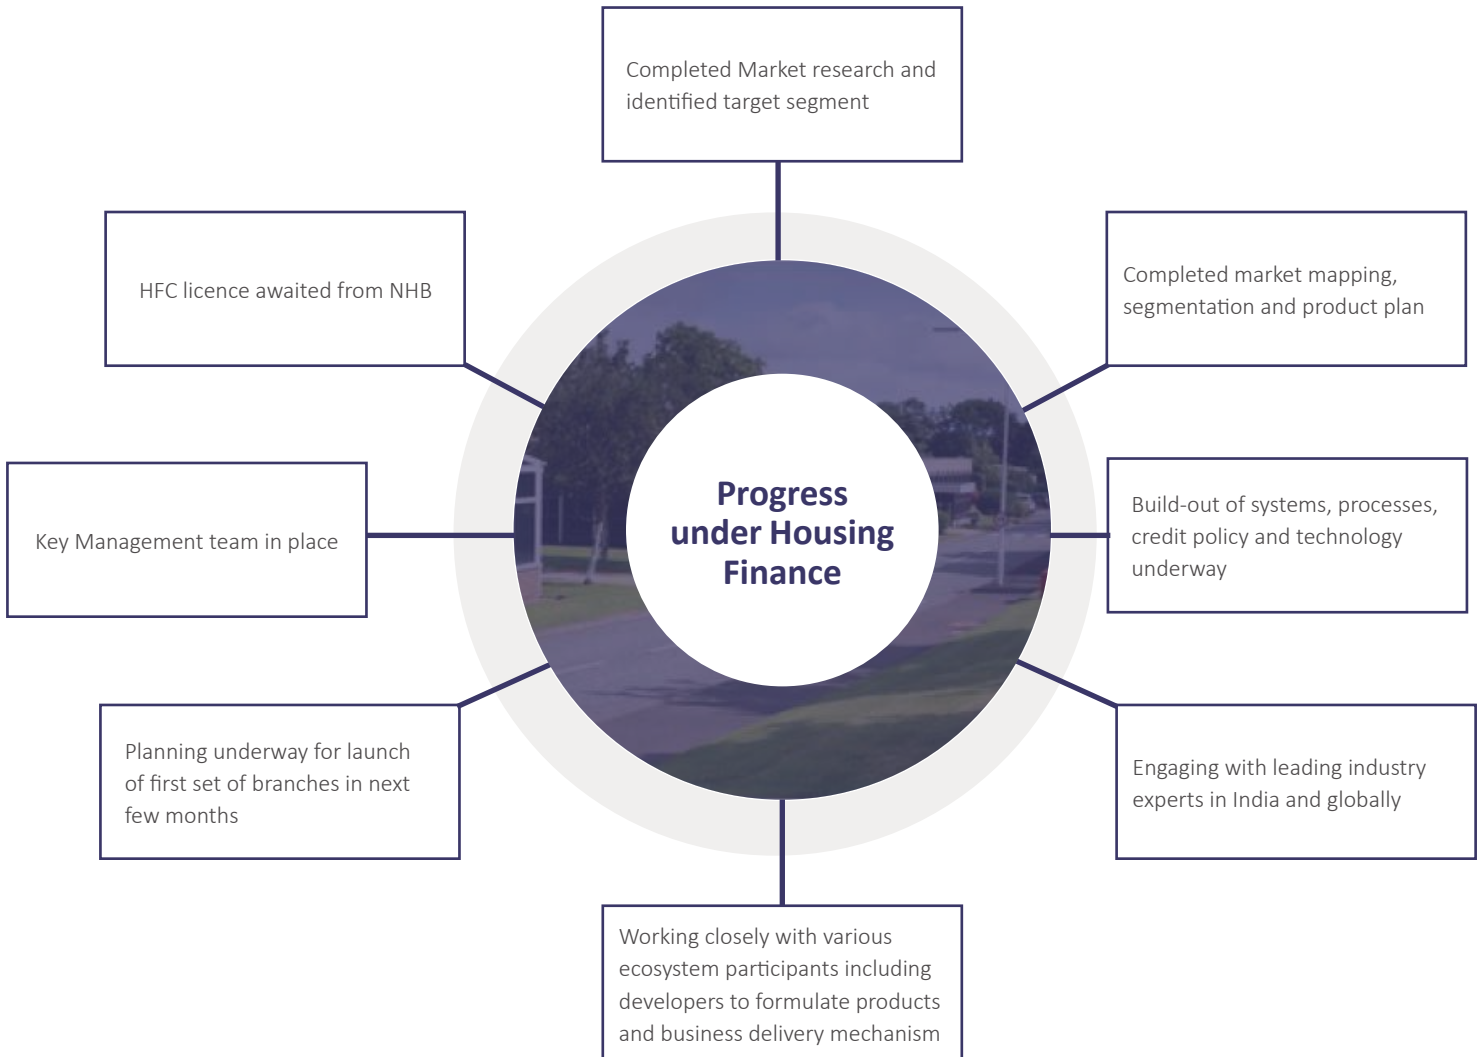 Completed Market research and
identified target segment
HFC licence awaited from NHB
Completed market mapping,
segmentation and product plan
Progress
under Housing
Finance
Key Management team in place
Build-out of systems, processes,
credit policy and technology
underway
Planning underway for launch
of first set of branches in next
few months
Engaging with leading industry
experts in India and globally
Working closely with various
ecosystem participants including
developers to formulate products
and business delivery mechanism